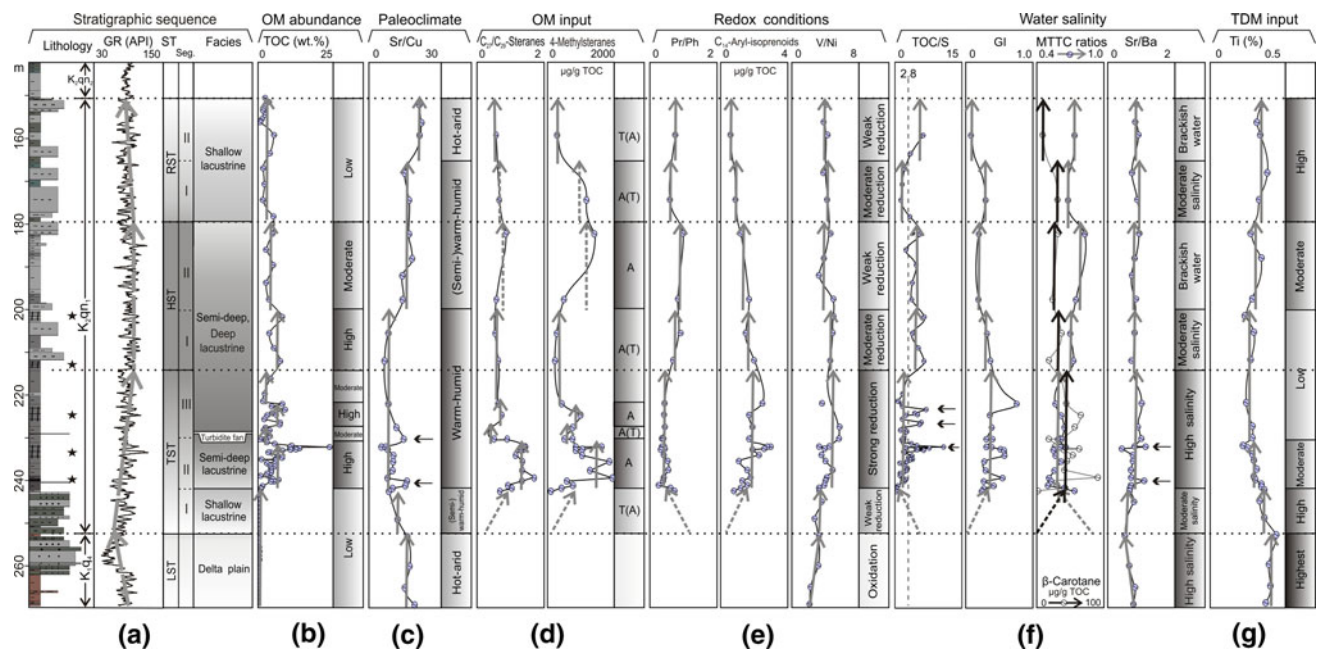 Stratigraphic sequence OM abundance Paleoclimate OM input Redox conditions Water salinity TDM input
Lithology GR (API) ST Seg. Facies TOC (wt.%) Sr/Cu C₂₇/C₂₉-Steranes 4-Methylsteranes Pr/Ph C₁₄-Aryl-isoprenoids V/Ni TOC/S GI MTTC ratios Sr/Ba Ti (%)
30 150 0 25 0 30 0 2 0 2000 0 2 0 4 0 8 0 15 0 1.0 0.4 1.0 0 2 0 0.5
µg/g TOC µg/g TOC 2.8
m
160
180
200
220
240
260
K₂qn₁
RST
HST
TST
LST
II
I
II
I
III
II
I
Shallow
lacustrine
Semi-deep,
Deep
lacustrine
Turbidite fan
Semi-deep
lacustrine
Shallow
lacustrine
Delta plain
Low
Moderate
High
Moderate
High
Moderate
High
Low
Hot-arid
(Semi-)warm-humid
Warm-humid
(Semi-)
warm-humid
Hot-arid
T(A)
A(T)
A
A(T)
A
A(T)
A
T(A)
Weak
reduction
Moderate
reduction
Weak
reduction
Moderate
reduction
Strong reduction
Weak
reduction
Oxidation
Brackish
water
Moderate
salinity
Brackish
water
Moderate
salinity
High salinity
Moderate
salinity
High salinity
β-Carotane
µg/g TOC
0 100
High
Moderate
Low
Moderate
High
Highest
(a) (b) (c) (d) (e) (f) (g)